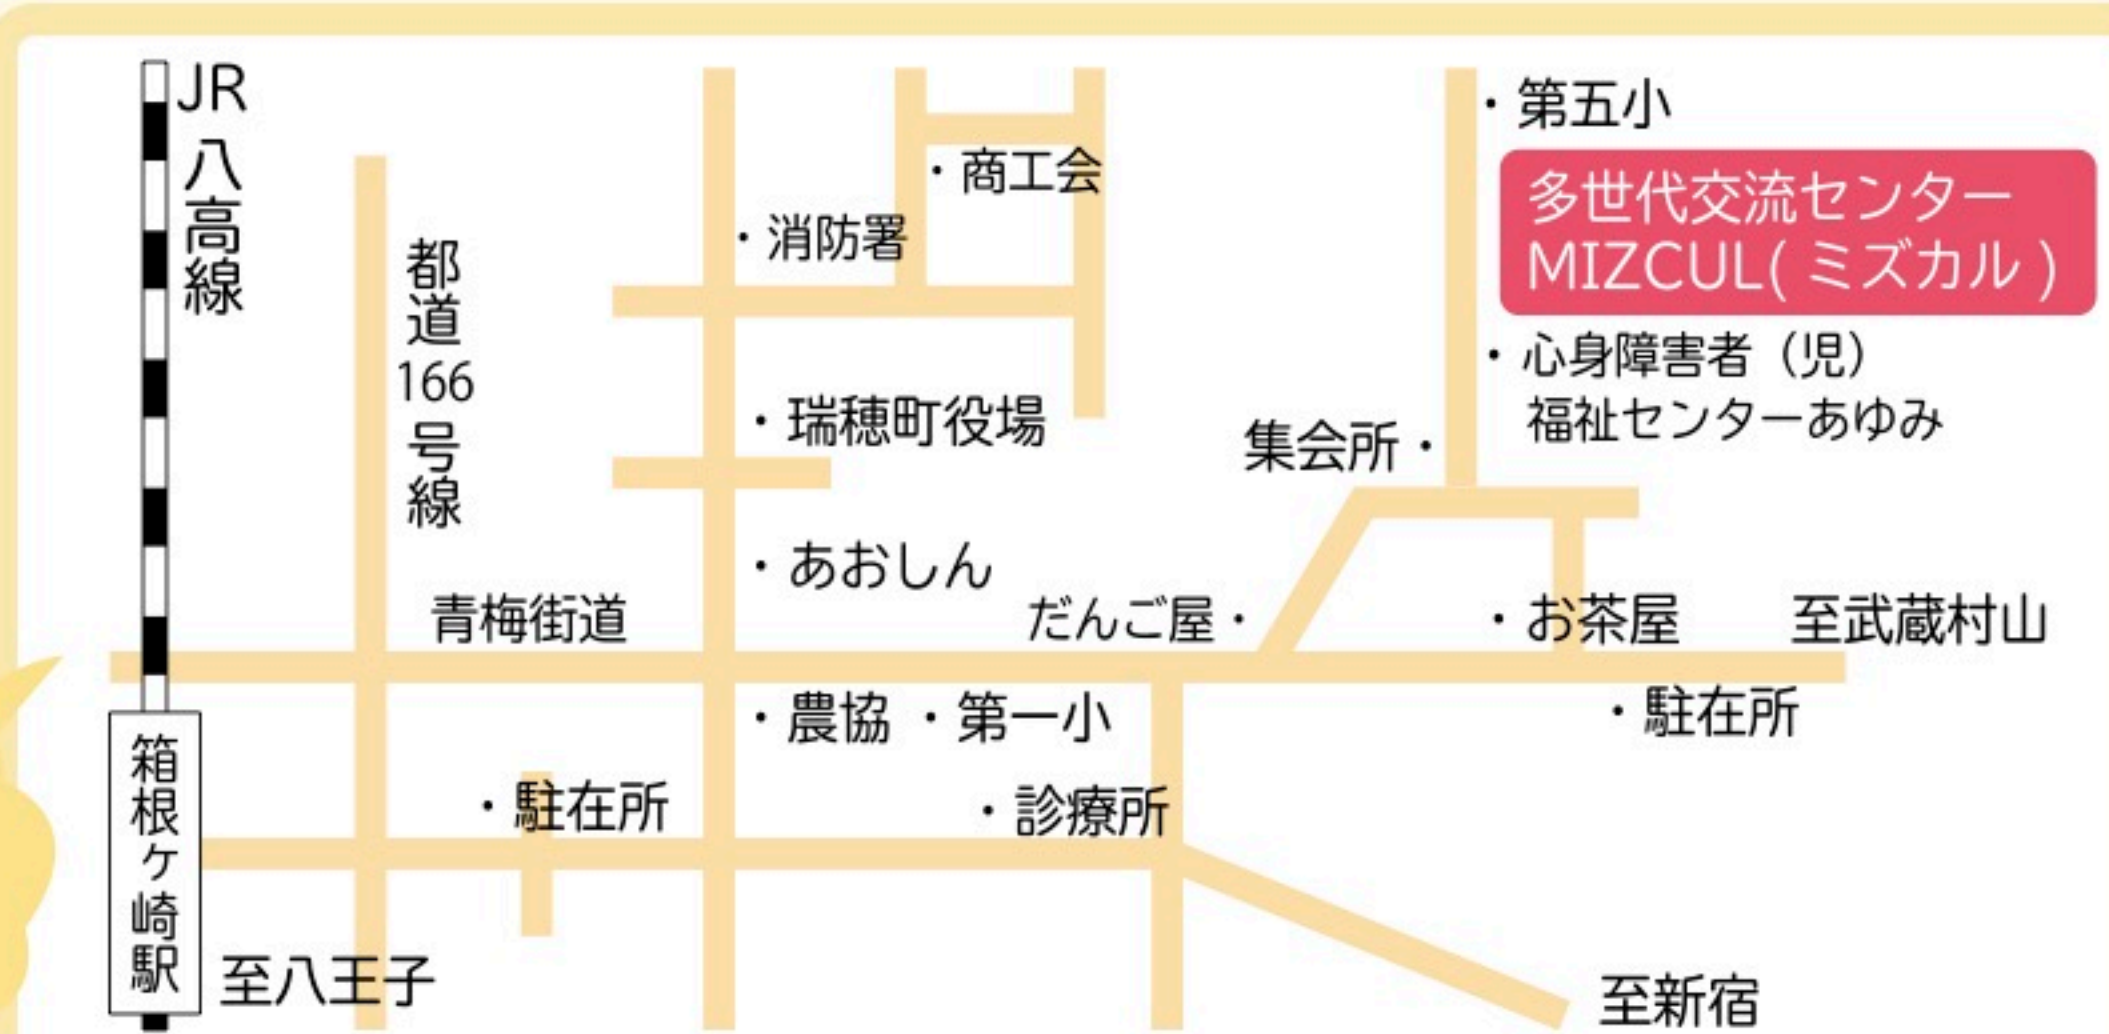 JR
八高線
都道166号線
・第五小
多世代交流センター
MIZCUL(ミズカル)
・商工会
・消防署
・心身障害者（児）
福祉センターあゆみ
・瑞穂町役場
集会所・
・あおしん
青梅街道
だんご屋・
・お茶屋
至武蔵村山
・農協
・第一小
・駐在所
箱根ヶ崎駅
・駐在所
・診療所
至八王子
至新宿